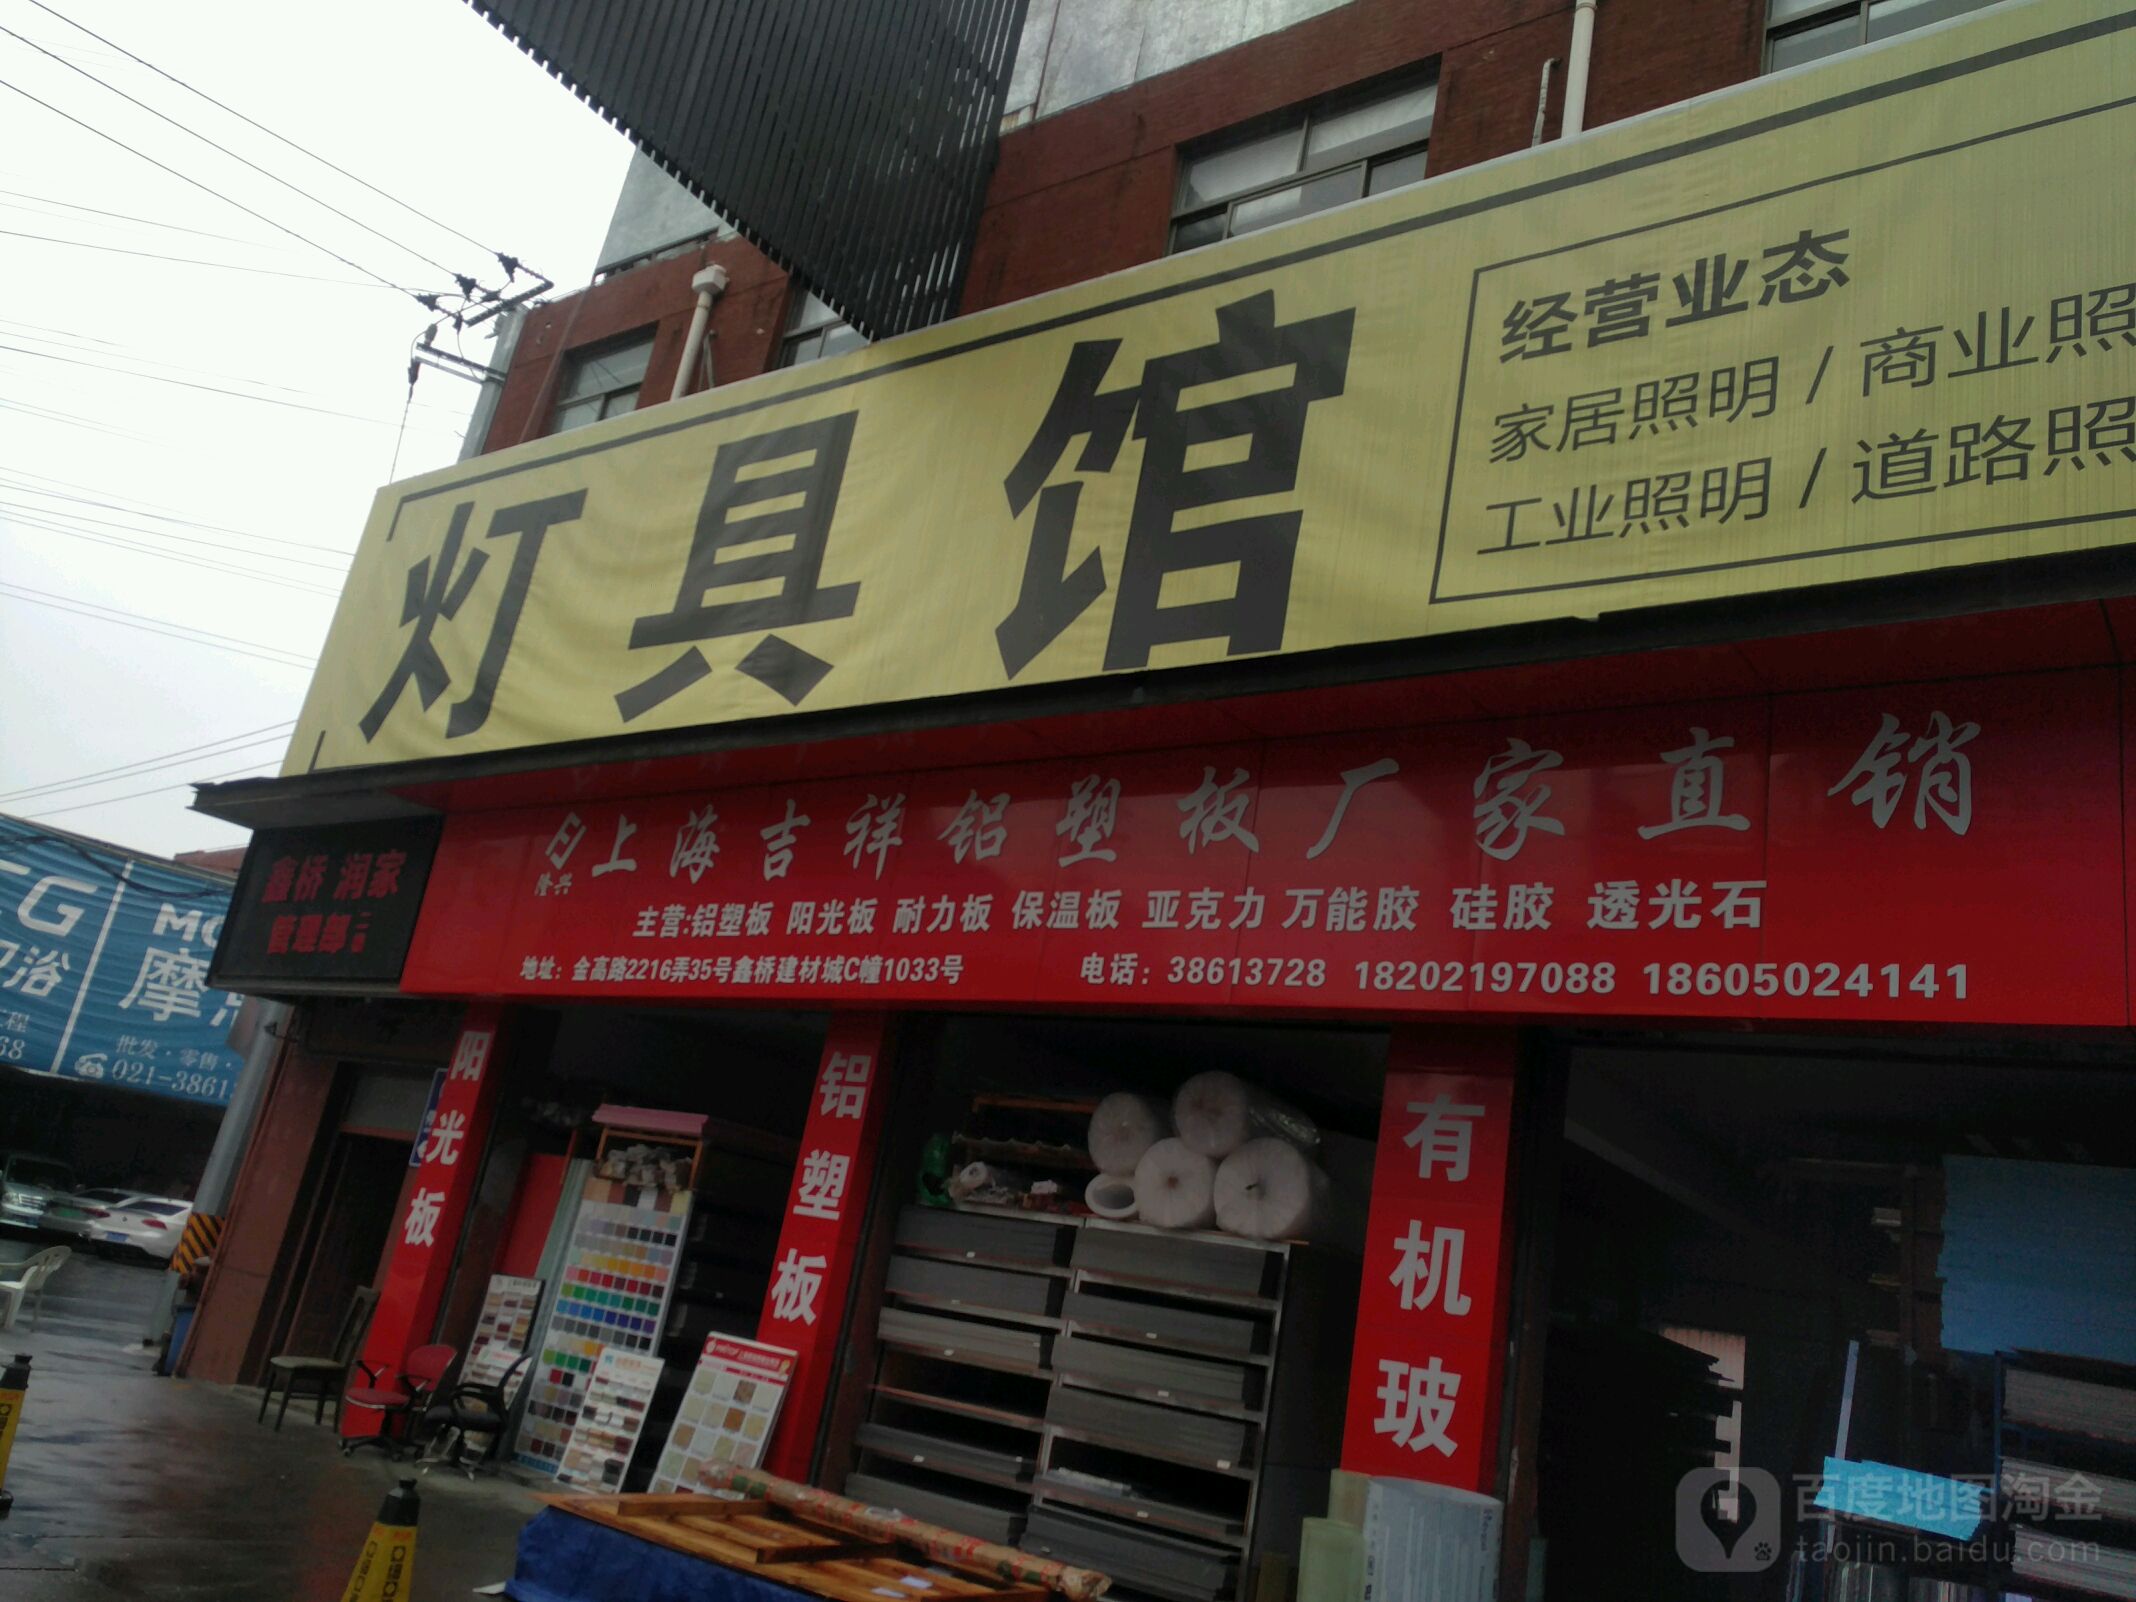 灯具馆
经营业态
家居照明 / 商业照
工业照明 / 道路照
隆兴
上海吉祥铝塑板厂家直销
主营:铝塑板 阳光板 耐力板 保温板 亚克力 万能胶 硅胶 透光石
地址：金高路2216弄35号鑫桥建材城C幢1033号
电话：38613728 18202197088 18605024141
鑫桥 润家
管理部 二楼
阳光板
铝塑板
有机玻
摩
批发·零售·
021-3861
浴
百度地图淘金
taojin.baidu.com